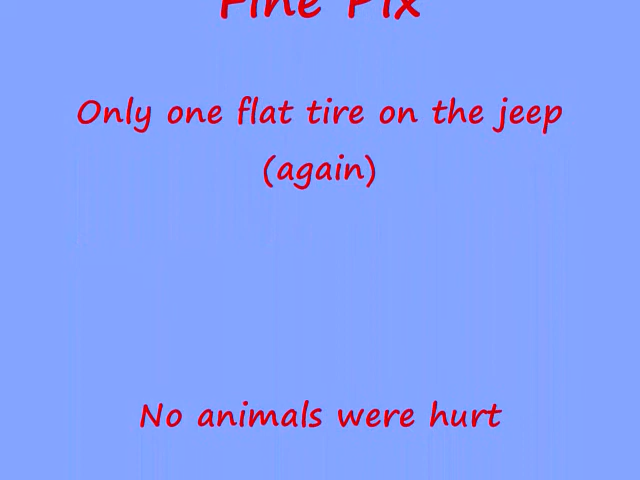 Fine Pix
Only one flat tire on the jeep
(again)
No animals were hurt